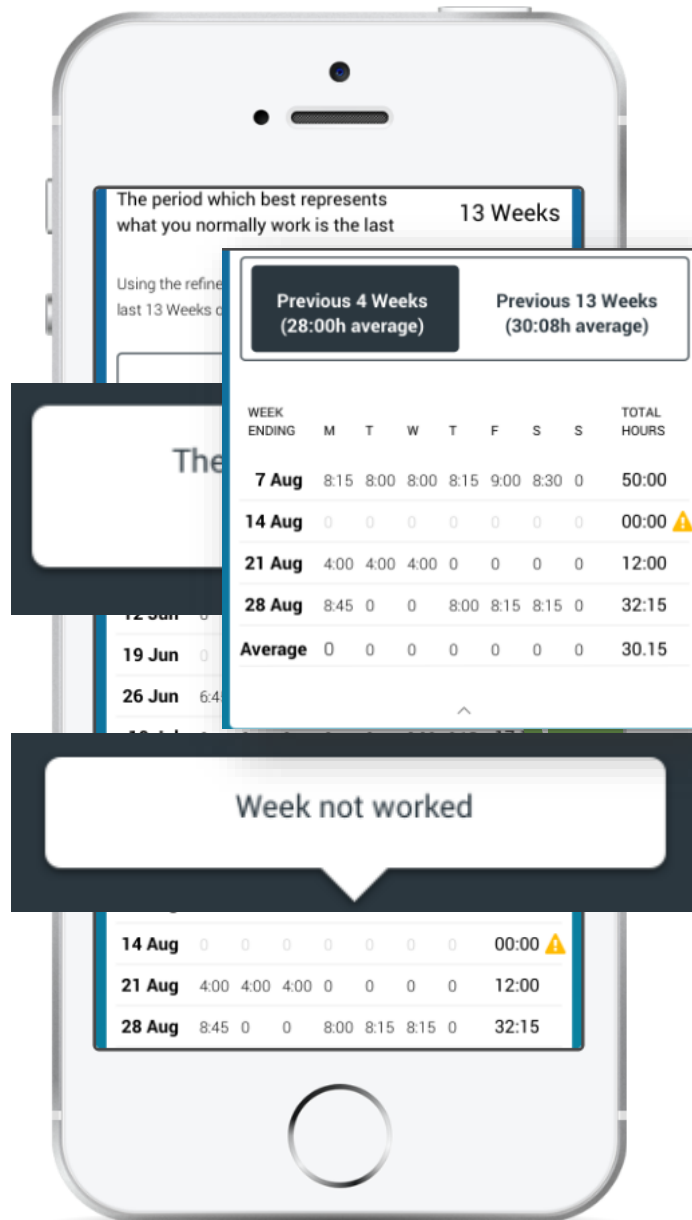 The period which best represents
what you normally work is the last
13 Weeks
Using the refine
last 13 Weeks
Previous 4 Weeks
(28:00h average)
Previous 13 Weeks
(30:08h average)
WEEK ENDING M T W T F S S TOTAL HOURS
7 Aug 8:15 8:00 8:00 8:15 9:00 8:30 0 50:00
14 Aug 0 0 0 0 0 0 0 00:00
21 Aug 4:00 4:00 4:00 0 0 0 0 12:00
28 Aug 8:45 0 0 8:00 8:15 8:15 0 32:15
Average 0 0 0 0 0 0 0 30.15
The
12 Jun
19 Jun 0
26 Jun 6:4
Week not worked
14 Aug 0 0 0 0 0 0 0 00:00
21 Aug 4:00 4:00 4:00 0 0 0 0 12:00
28 Aug 8:45 0 0 8:00 8:15 8:15 0 32:15